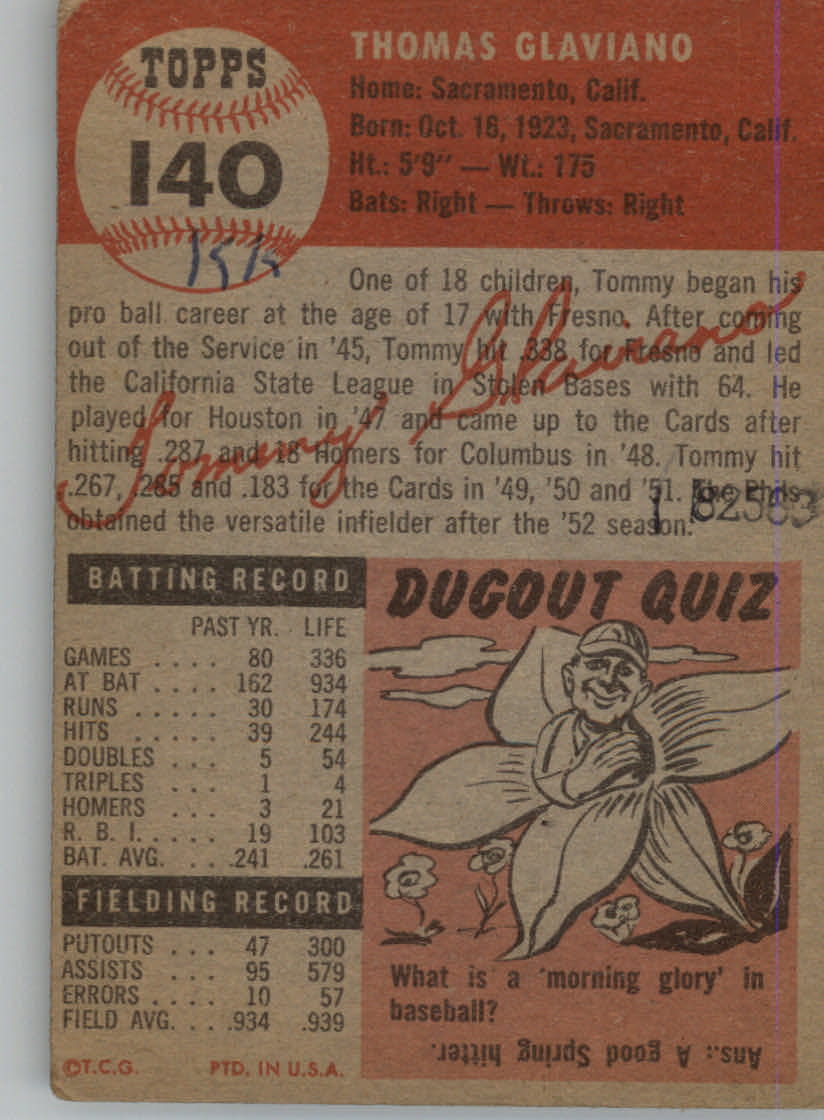 TOPPS
140
THOMAS GLAVIANO
Home: Sacramento, Calif.
Born: Oct. 16, 1923, Sacramento, Calif.
Ht.: 5'9" — Wt.: 175
Bats: Right — Throws: Right
One of 18 children, Tommy began his
pro ball career at the age of 17 with Fresno. After coming
out of the Service in '45, Tommy hit .338 for Fresno and led
the California State League in Stolen Bases with 64. He
played for Houston in '47 and came up to the Cards after
hitting .287 and 18 Homers for Columbus in '48. Tommy hit
.267, .285 and .183 for the Cards in '49, '50 and '51. The Phils
obtained the versatile infielder after the '52 season.
Tommy Glaviano
BATTING RECORD
PAST YR. LIFE
GAMES .... 80 336
AT BAT .... 162 934
RUNS ..... 30 174
HITS ..... 39 244
DOUBLES ... 5 54
TRIPLES ... 1 4
HOMERS ... 3 21
R. B. I. .... 19 103
BAT. AVG. ... .241 .261
FIELDING RECORD
PUTOUTS ... 47 300
ASSISTS ... 95 579
ERRORS .... 10 57
FIELD AVG. ... .934 .939
©T.C.G. PTD. IN U.S.A.
DUGOUT QUIZ
What is a 'morning glory' in
baseball?
Ans.: A good Spring hitter.